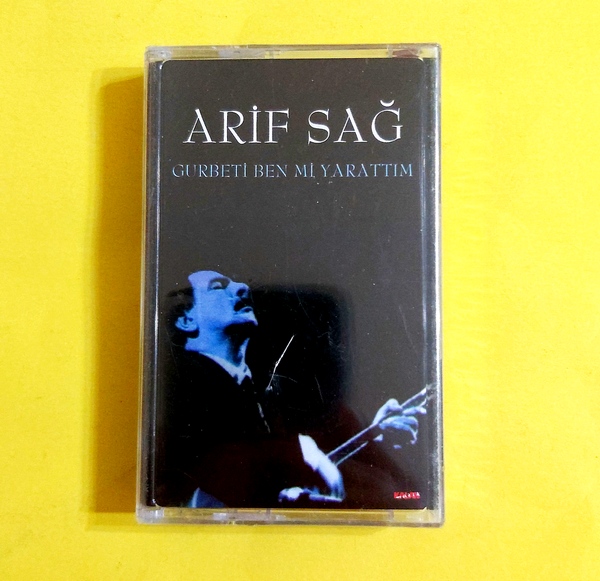 ARİF SAĞ
GURBETİ BEN Mİ YARATTIM